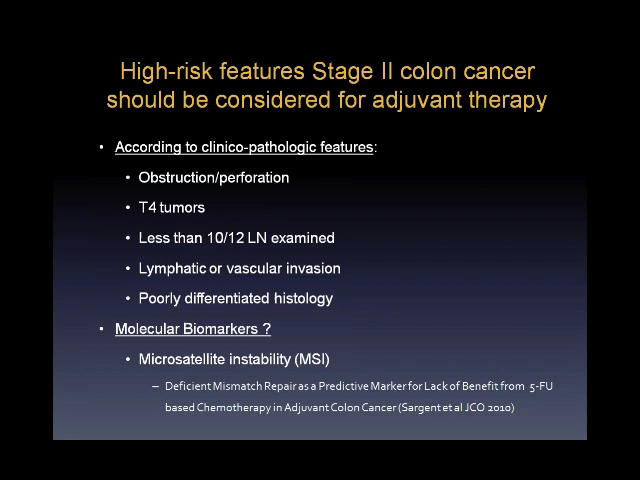 High-risk features Stage II colon cancer
should be considered for adjuvant therapy
• According to clinico-pathologic features:
• Obstruction/perforation
• T4 tumors
• Less than 10/12 LN examined
• Lymphatic or vascular invasion
• Poorly differentiated histology
• Molecular Biomarkers ?
• Microsatellite instability (MSI)
– Deficient Mismatch Repair as a Predictive Marker for Lack of Benefit from 5-FU
based Chemotherapy in Adjuvant Colon Cancer (Sargent et al JCO 2010)